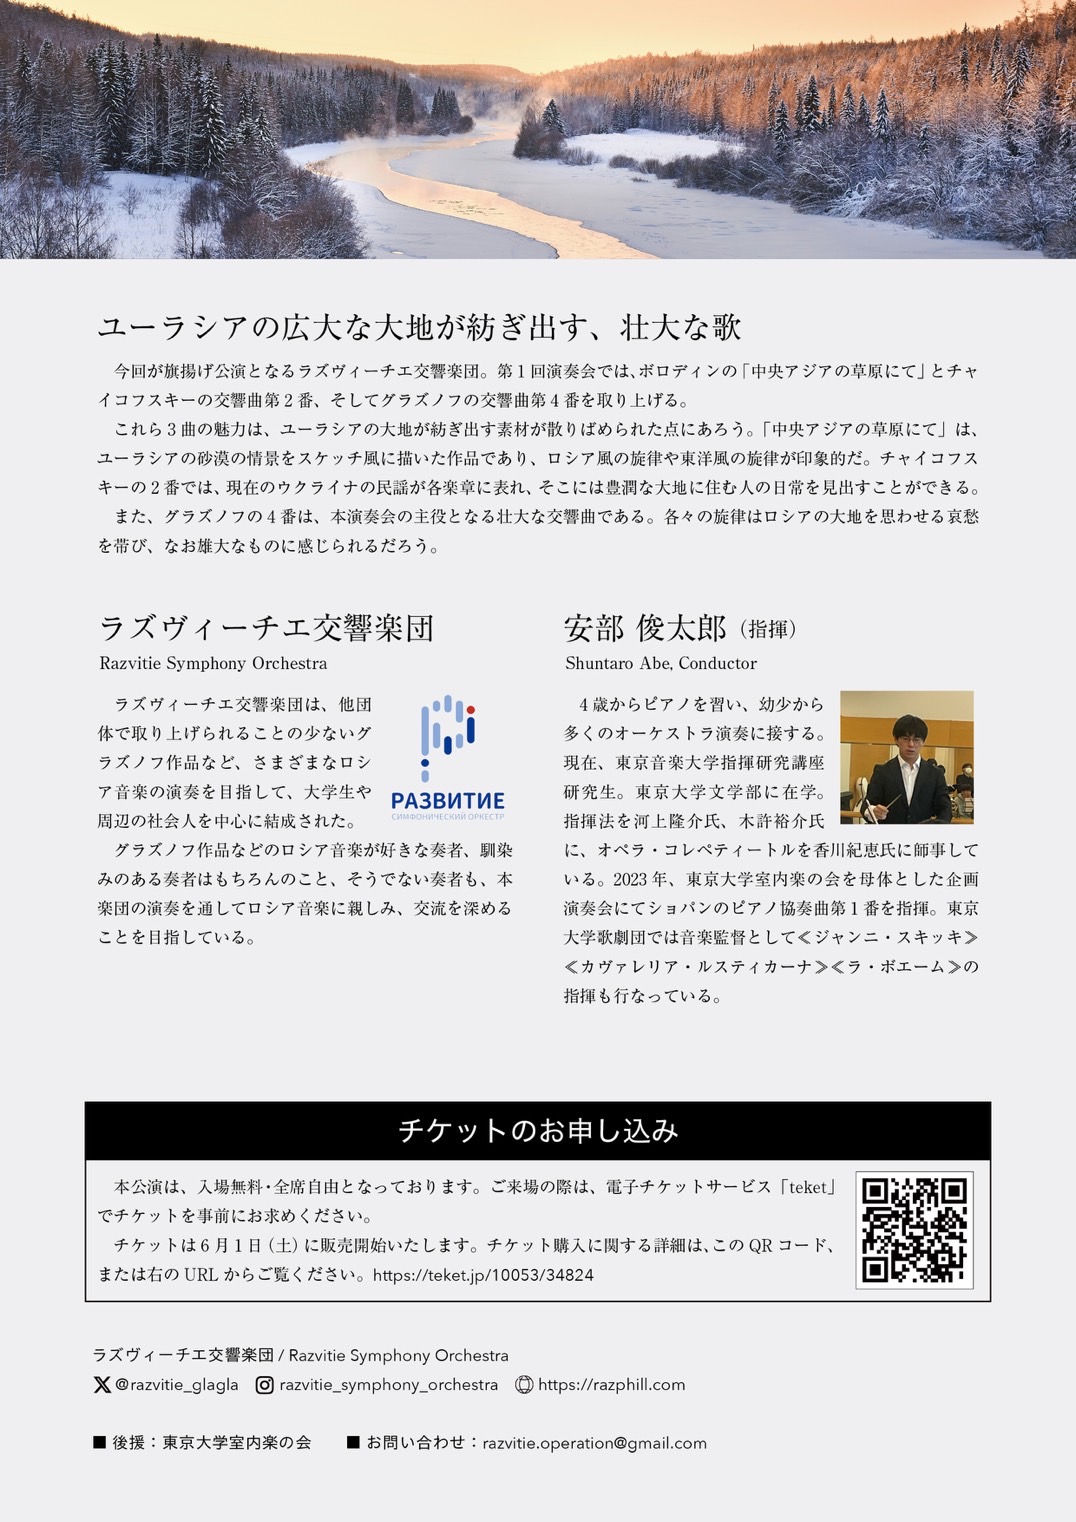 ユーラシアの広大な大地が紡ぎ出す、壮大な歌
今回が旗揚げ公演となるラズヴィーチエ交響楽団。第1回演奏会では、ボロディンの「中央アジアの草原にて」とチャ
イコフスキーの交響曲第2番、そしてグラズノフの交響曲第4番を取り上げる。
これら3曲の魅力は、ユーラシアの大地が紡ぎ出す素材が散りばめられた点にあろう。「中央アジアの草原にて」は、
ユーラシアの砂漠の情景をスケッチ風に描いた作品であり、ロシア風の旋律や東洋風の旋律が印象的だ。チャイコフス
キーの2番では、現在のウクライナの民謡が各楽章に表れ、そこには豊潤な大地に住む人の日常を見出すことができる。
また、グラズノフの4番は、本演奏会の主役となる壮大な交響曲である。各々の旋律はロシアの大地を思わせる哀愁
を帯び、なお雄大なものに感じられるだろう。
ラズヴィーチエ交響楽団
Razvitie Symphony Orchestra
ラズヴィーチエ交響楽団は、他団
体で取り上げられることの少ないグ
ラズノフ作品など、さまざまなロシ
ア音楽の演奏を目指して、大学生や
周辺の社会人を中心に結成された。
グラズノフ作品などのロシア音楽が好きな奏者、馴染
みのある奏者はもちろんのこと、そうでない奏者も、本
楽団の演奏を通してロシア音楽に親しみ、交流を深める
ことを目指している。
РАЗВИТИЕ
СИМФОНИЧЕСКИЙ ОРКЕСТР
安部 俊太郎（指揮）
Shuntaro Abe, Conductor
4歳からピアノを習い、幼少から
多くのオーケストラ演奏に接する。
現在、東京音楽大学指揮研究講座
研究生。東京大学文学部に在学。
指揮法を河上隆介氏、木許裕介氏
に、オペラ・コレペティートルを香川紀恵氏に師事して
いる。2023年、東京大学室内楽の会を母体とした企画
演奏会にてショパンのピアノ協奏曲第1番を指揮。東京
大学歌劇団では音楽監督として≪ジャンニ・スキッキ≫
≪カヴァレリア・ルスティカーナ≫≪ラ・ボエーム≫の
指揮も行なっている。
チケットのお申し込み
本公演は、入場無料・全席自由となっております。ご来場の際は、電子チケットサービス「teket」
でチケットを事前にお求めください。
チケットは6月1日（土）に販売開始いたします。チケット購入に関する詳細は、このQRコード、
または右のURLからご覧ください。https://teket.jp/10053/34824
ラズヴィーチエ交響楽団 / Razvitie Symphony Orchestra
@razvitie_glagla razvitie_symphony_orchestra https://razphill.com
■ 後援：東京大学室内楽の会 ■ お問い合わせ：razvitie.operation@gmail.com